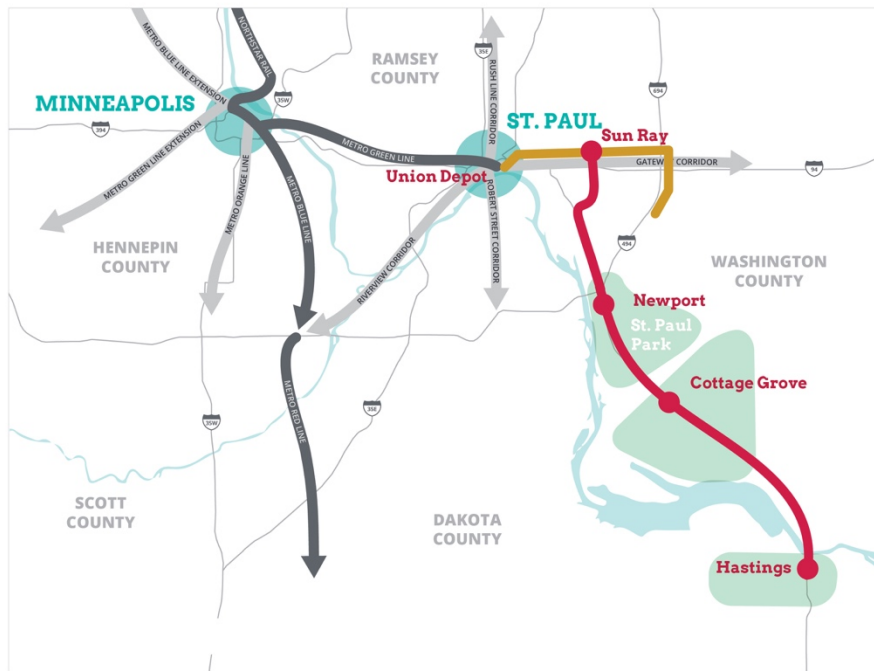 METRO BLUE LINE EXTENSION
NORTHSTAR RAIL
35E
RAMSEY
COUNTY
RUSH LINE CORRIDOR
694
35W
MINNEAPOLIS
394
METRO GREEN LINE EXTENSION
METRO ORANGE LINE
METRO GREEN LINE
ST. PAUL
Sun Ray
Union Depot
GATEWAY CORRIDOR
94
METRO BLUE LINE
ROBERT STREET CORRIDOR
RIVERVIEW CORRIDOR
HENNEPIN
COUNTY
494
WASHINGTON
COUNTY
Newport
St. Paul
Park
Cottage Grove
METRO RED LINE
35E
35W
SCOTT
COUNTY
DAKOTA
COUNTY
Hastings